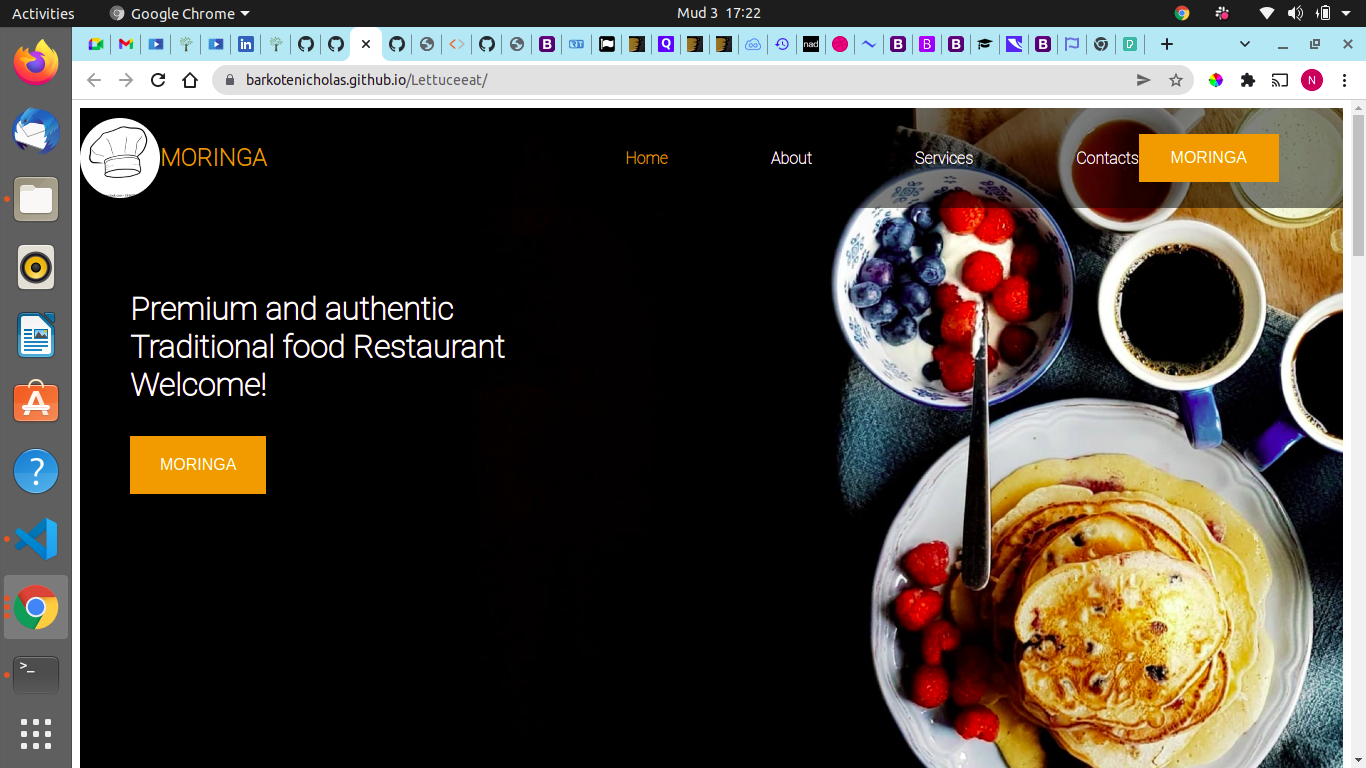 Activities
Google Chrome
Mud 3 17:22
barkotenicholas.github.io/Lettuceeat/
N
MORINGA
Home
About
Services
Contacts
MORINGA
Premium and authentic
Traditional food Restaurant
Welcome!
MORINGA